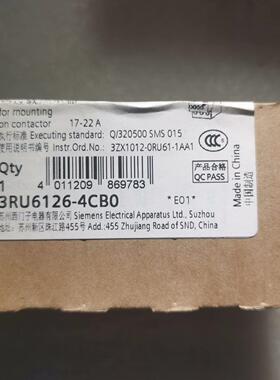 for mounting
on contactor 17-22 A
执行标准 Executing standard: Q/320500 SMS 015
使用说明书编号 Instr.Ord.No.: 3ZX1012-0RU61-1AA1
Qty
1 4 011209 869783
产品合格
QC PASS
Made in China
中国制造
3RU6126-4CB0 *E01*
苏州西门子电器有限公司 Siemens Electrical Apparatus Ltd., Suzhou
苏州新区珠江路455号 Add.:455 Zhujiang Road of SND, China